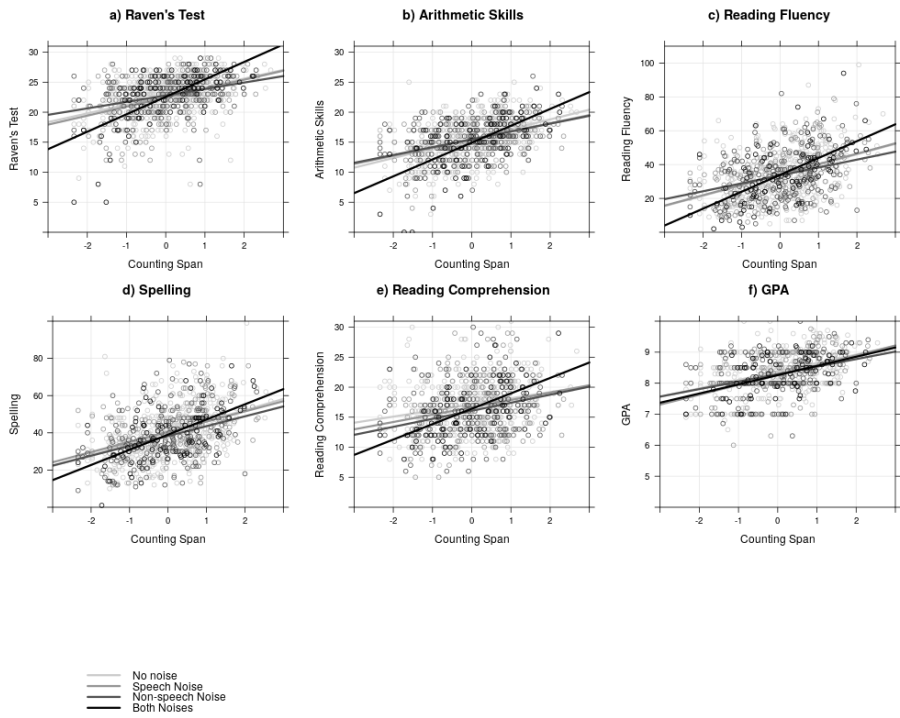 a) Raven's Test
b) Arithmetic Skills
c) Reading Fluency
30
25
20
15
10
5
Raven's Test
-2 -1 0 1 2
Counting Span
30
25
20
15
10
5
Arithmetic Skills
-2 -1 0 1 2
Counting Span
100
80
60
40
20
Reading Fluency
-2 -1 0 1 2
Counting Span
d) Spelling
e) Reading Comprehension
f) GPA
80
60
40
20
Spelling
-2 -1 0 1 2
Counting Span
30
25
20
15
10
5
Reading Comprehension
-2 -1 0 1 2
Counting Span
9
8
7
6
5
GPA
-2 -1 0 1 2
Counting Span
No noise
Speech Noise
Non-speech Noise
Both Noises